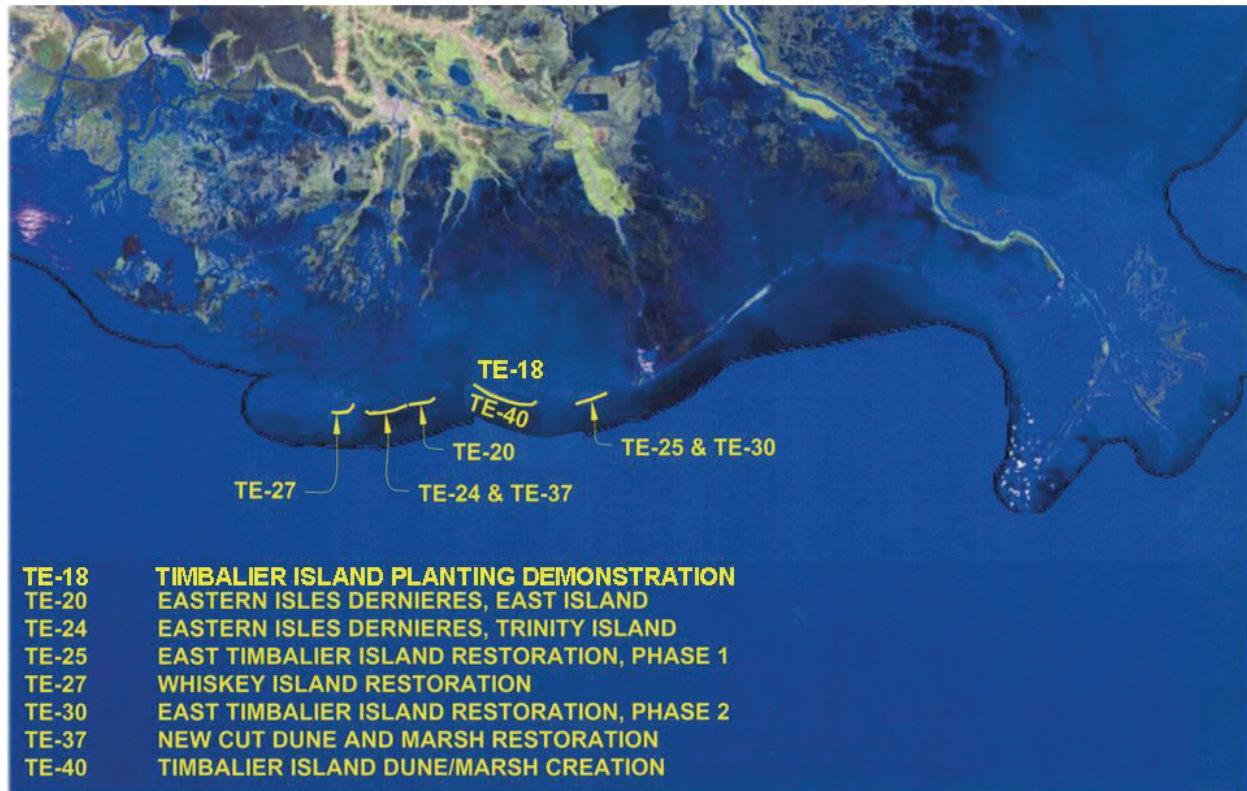 TE-18
TE-40
TE-20
TE-25 & TE-30
TE-27
TE-24 & TE-37
TE-18 TIMBALIER ISLAND PLANTING DEMONSTRATION
TE-20 EASTERN ISLES DERNIERES, EAST ISLAND
TE-24 EASTERN ISLES DERNIERES, TRINITY ISLAND
TE-25 EAST TIMBALIER ISLAND RESTORATION, PHASE 1
TE-27 WHISKEY ISLAND RESTORATION
TE-30 EAST TIMBALIER ISLAND RESTORATION, PHASE 2
TE-37 NEW CUT DUNE AND MARSH RESTORATION
TE-40 TIMBALIER ISLAND DUNE/MARSH CREATION